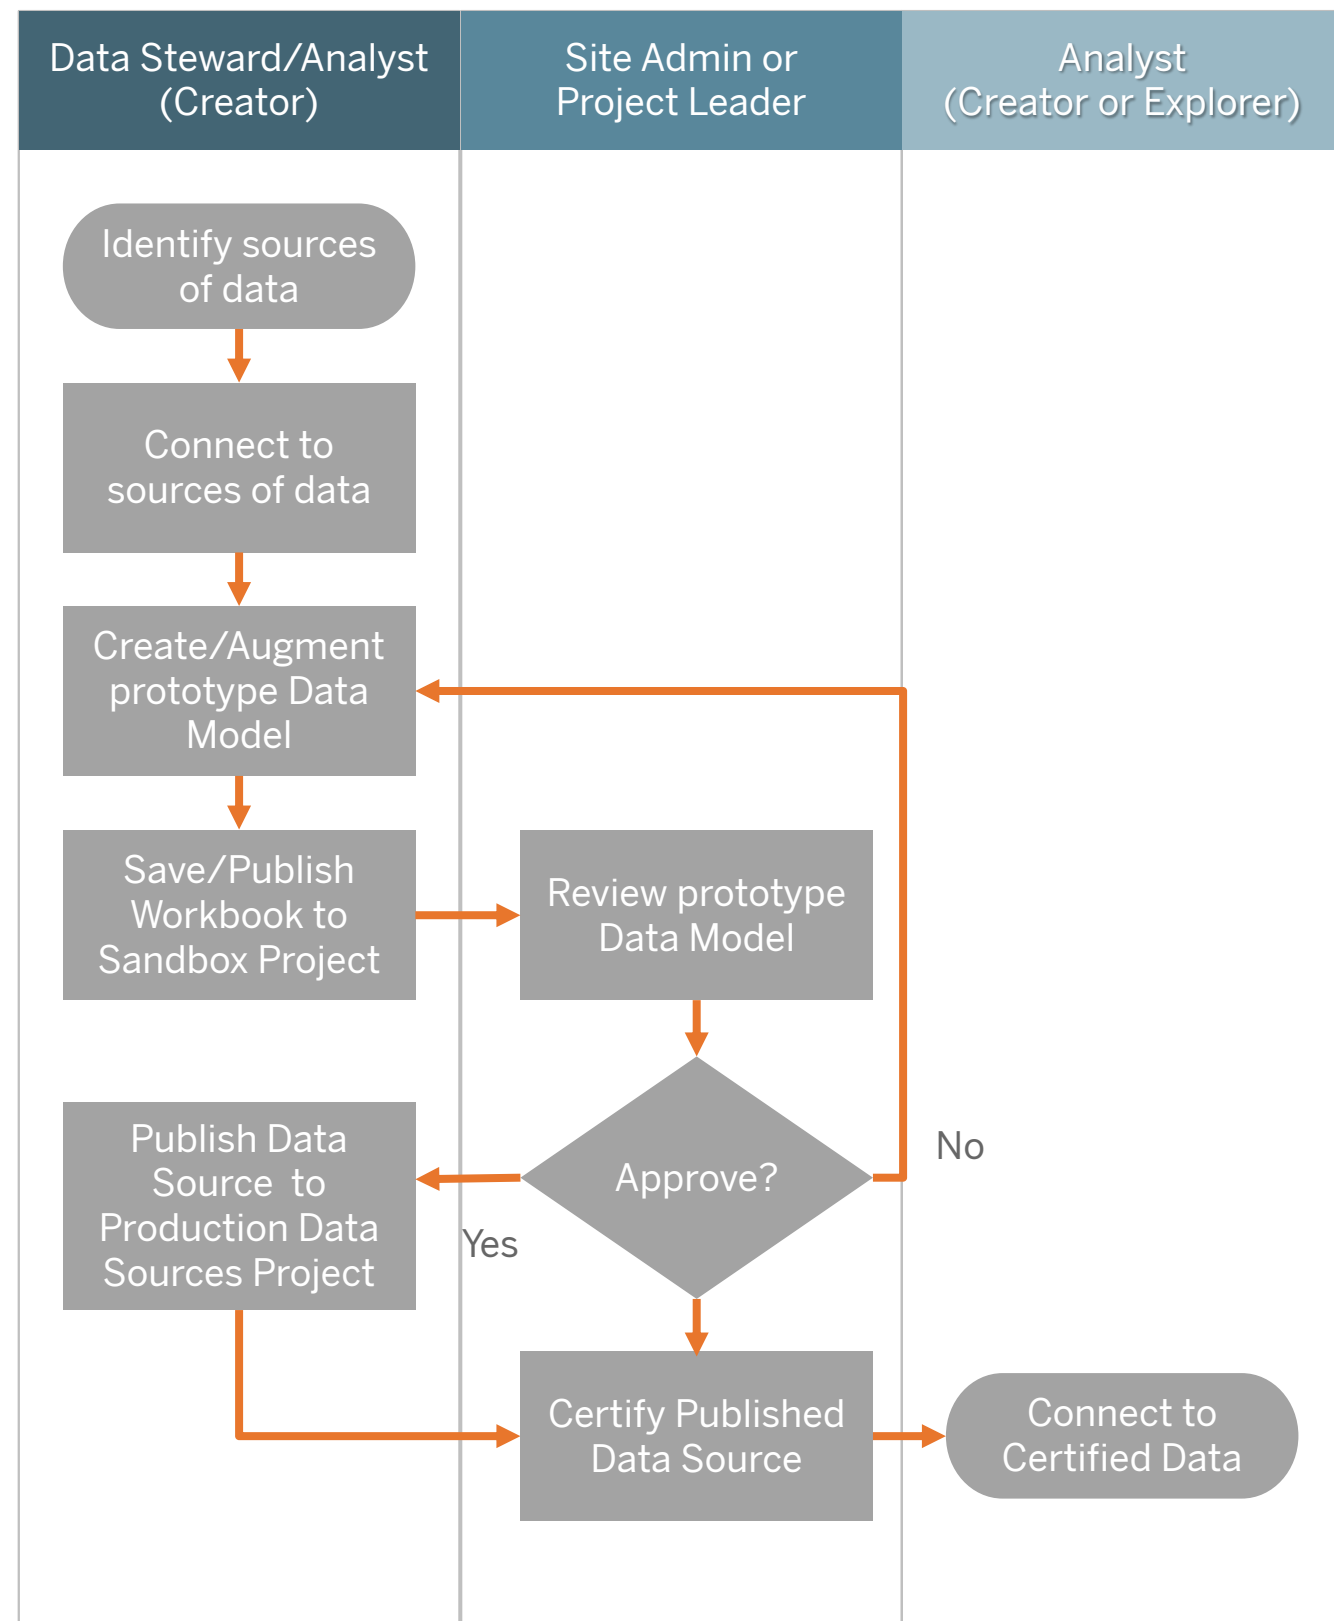 Data Steward/Analyst
(Creator)
Site Admin or
Project Leader
Analyst
(Creator or Explorer)
Identify sources
of data
Connect to
sources of data
Create/Augment
prototype Data
Model
Save/Publish
Workbook to
Sandbox Project
Review prototype
Data Model
Approve?
No
Yes
Publish Data
Source to
Production Data
Sources Project
Certify Published
Data Source
Connect to
Certified Data